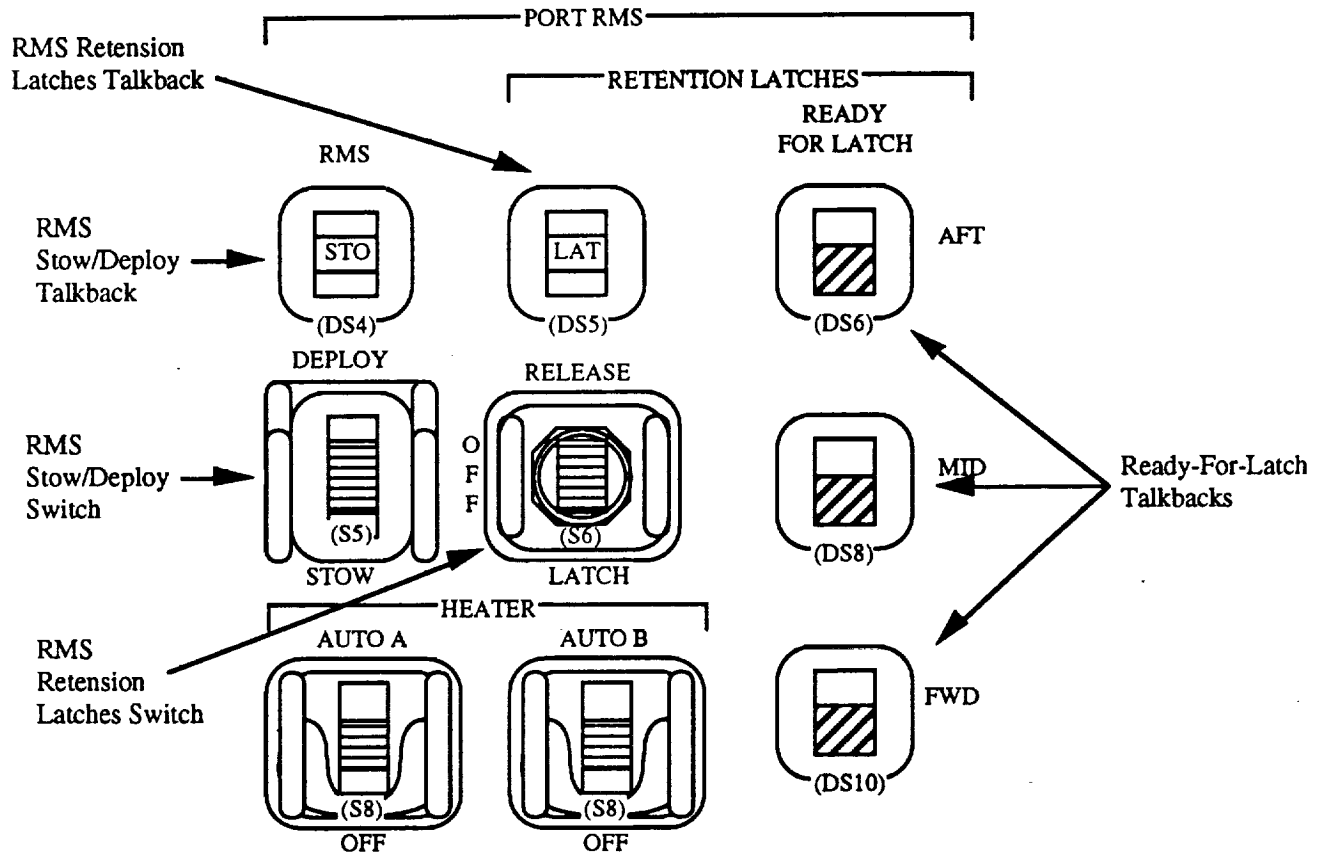 PORT RMS
RMS Retension
Latches Talkback
RETENTION LATCHES
READY
FOR LATCH
RMS
RMS
Stow/Deploy
Talkback
STO
LAT
AFT
(DS4)
(DS5)
(DS6)
DEPLOY
RELEASE
RMS
Stow/Deploy
Switch
O
F
F
MID
Ready-For-Latch
Talkbacks
(S5)
(S6)
(DS8)
STOW
LATCH
HEATER
AUTO A
AUTO B
RMS
Retension
Latches Switch
FWD
(S8)
(S8)
(DS10)
OFF
OFF